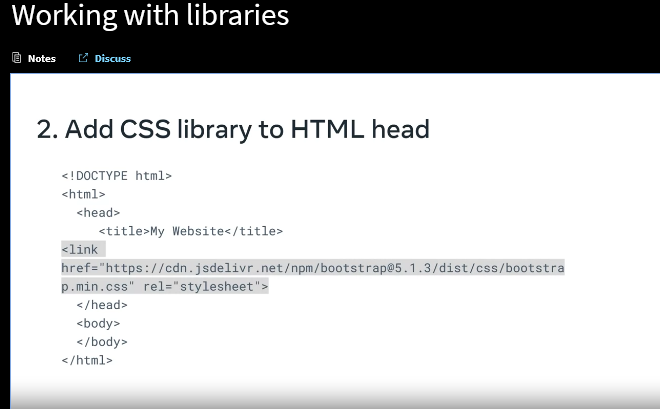 Working with libraries
Notes Discuss
2. Add CSS library to HTML head
<!DOCTYPE html>
<html>
<head>
<title>My Website</title>
<link
href="https://cdn.jsdelivr.net/npm/bootstrap@5.1.3/dist/css/bootstra
p.min.css" rel="stylesheet">
</head>
<body>
</body>
</html>